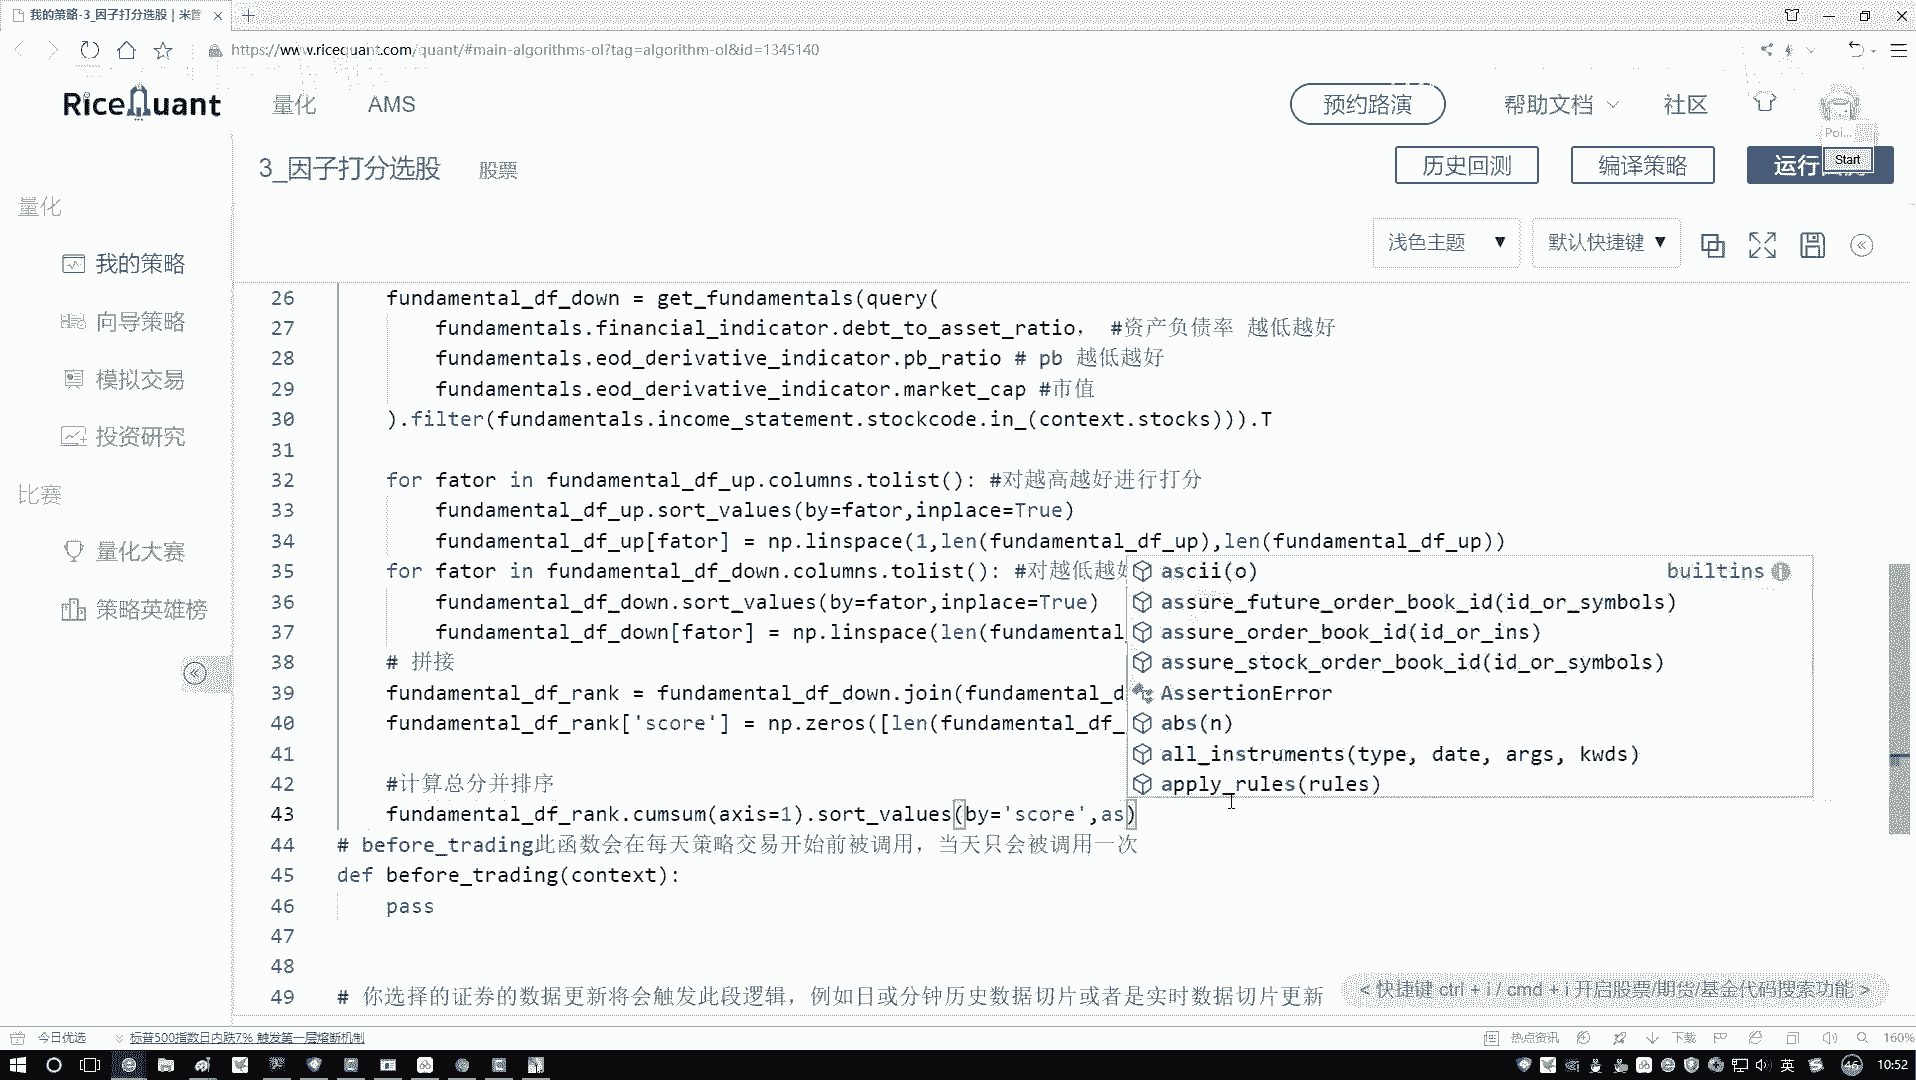 我的策略-3_因子打分选股 | 米
https://www.ricequant.com/quant/#main-algorithms-ol?tag=algorithm-ol&id=1345140
RiceQuant
量化
AMS
预约路演
帮助文档
社区
Poi...
Start
3_因子打分选股
股票
历史回测
编译策略
运行
量化
我的策略
向导策略
模拟交易
投资研究
比赛
量化大赛
策略英雄榜
浅色主题 ▼
默认快捷键 ▼
26 fundamental_df_down = get_fundamentals(query(
27 fundamentals.financial_indicator.debt_to_asset_ratio, #资产负债率 越低越好
28 fundamentals.eod_derivative_indicator.pb_ratio # pb 越低越好
29 fundamentals.eod_derivative_indicator.market_cap #市值
30 ).filter(fundamentals.income_statement.stockcode.in_(context.stocks))).T
31
32 for fator in fundamental_df_up.columns.tolist(): #对越高越好进行打分
33 fundamental_df_up.sort_values(by=fator,inplace=True)
34 fundamental_df_up[fator] = np.linspace(1,len(fundamental_df_up),len(fundamental_df_up))
35 for fator in fundamental_df_down.columns.tolist(): #对越低越好
36 fundamental_df_down.sort_values(by=fator,inplace=True)
37 fundamental_df_down[fator] = np.linspace(len(fundamental
38 # 拼接
39 fundamental_df_rank = fundamental_df_down.join(fundamental_d
40 fundamental_df_rank['score'] = np.zeros([len(fundamental_df_
41
42 #计算总分并排序
43 fundamental_df_rank.cumsum(axis=1).sort_values(by='score',as)
44 # before_trading此函数会在每天策略交易开始前被调用，当天只会被调用一次
45 def before_trading(context):
46 pass
47
48
49 # 你选择的证券的数据更新将会触发此段逻辑，例如日或分钟历史数据切片或者是实时数据切片更新
ascii(o) builtins
assure_future_order_book_id(id_or_symbols)
assure_order_book_id(id_or_ins)
assure_stock_order_book_id(id_or_symbols)
AssertionError
abs(n)
all_instruments(type, date, args, kwds)
apply_rules(rules)
< 快捷键 ctrl + i / cmd + i 开启股票/期货/基金代码搜索功能 >
今日优选
标普500指数日内跌7% 触发第一层熔断机制
热点资讯
下载
160%
英
46
10:52